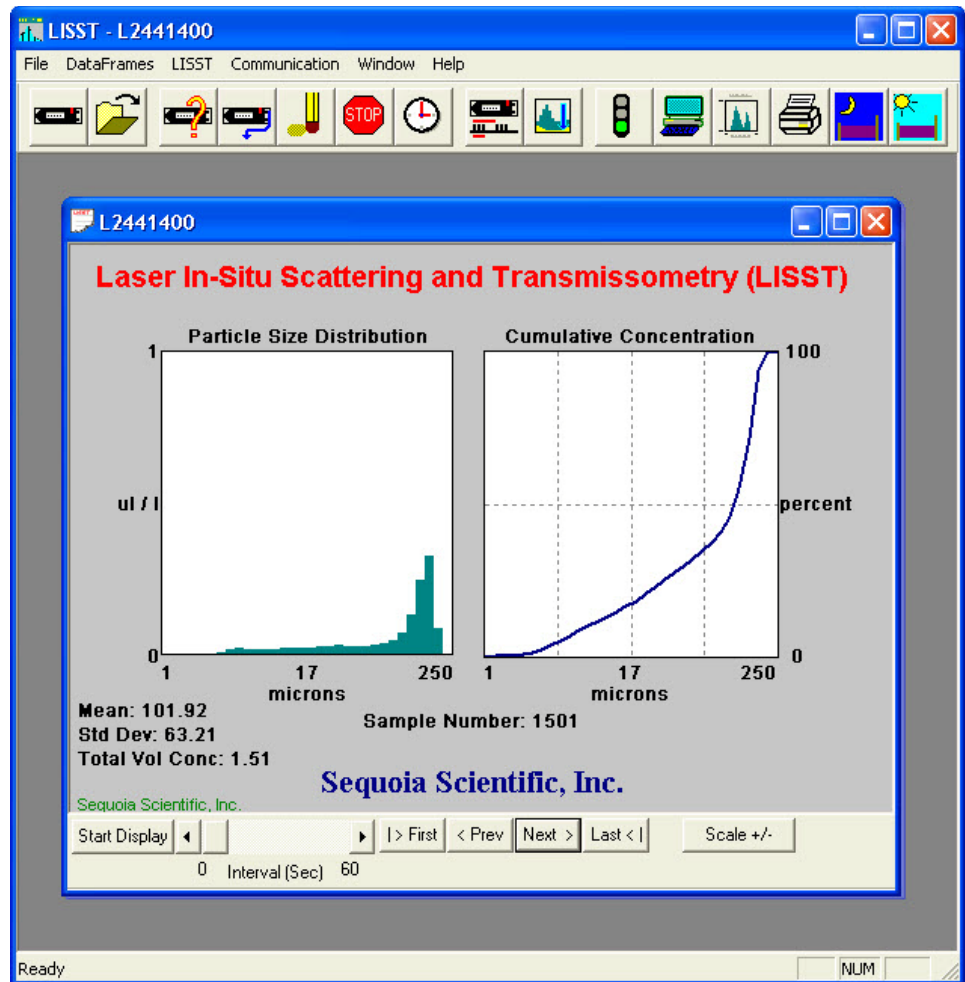 LISST - L2441400
File DataFrames LISST Communication Window Help
STOP
L2441400
Laser In-Situ Scattering and Transmissometry (LISST)
Particle Size Distribution Cumulative Concentration
1 100
ul / l percent
0 0
1 17 250 1 17 250
microns microns
Mean: 101.92
Sample Number: 1501
Std Dev: 63.21
Total Vol Conc: 1.51
Sequoia Scientific, Inc.
Sequoia Scientific, Inc.
Start Display |> First < Prev Next > Last <| Scale +/-
0 Interval (Sec) 60
Ready NUM